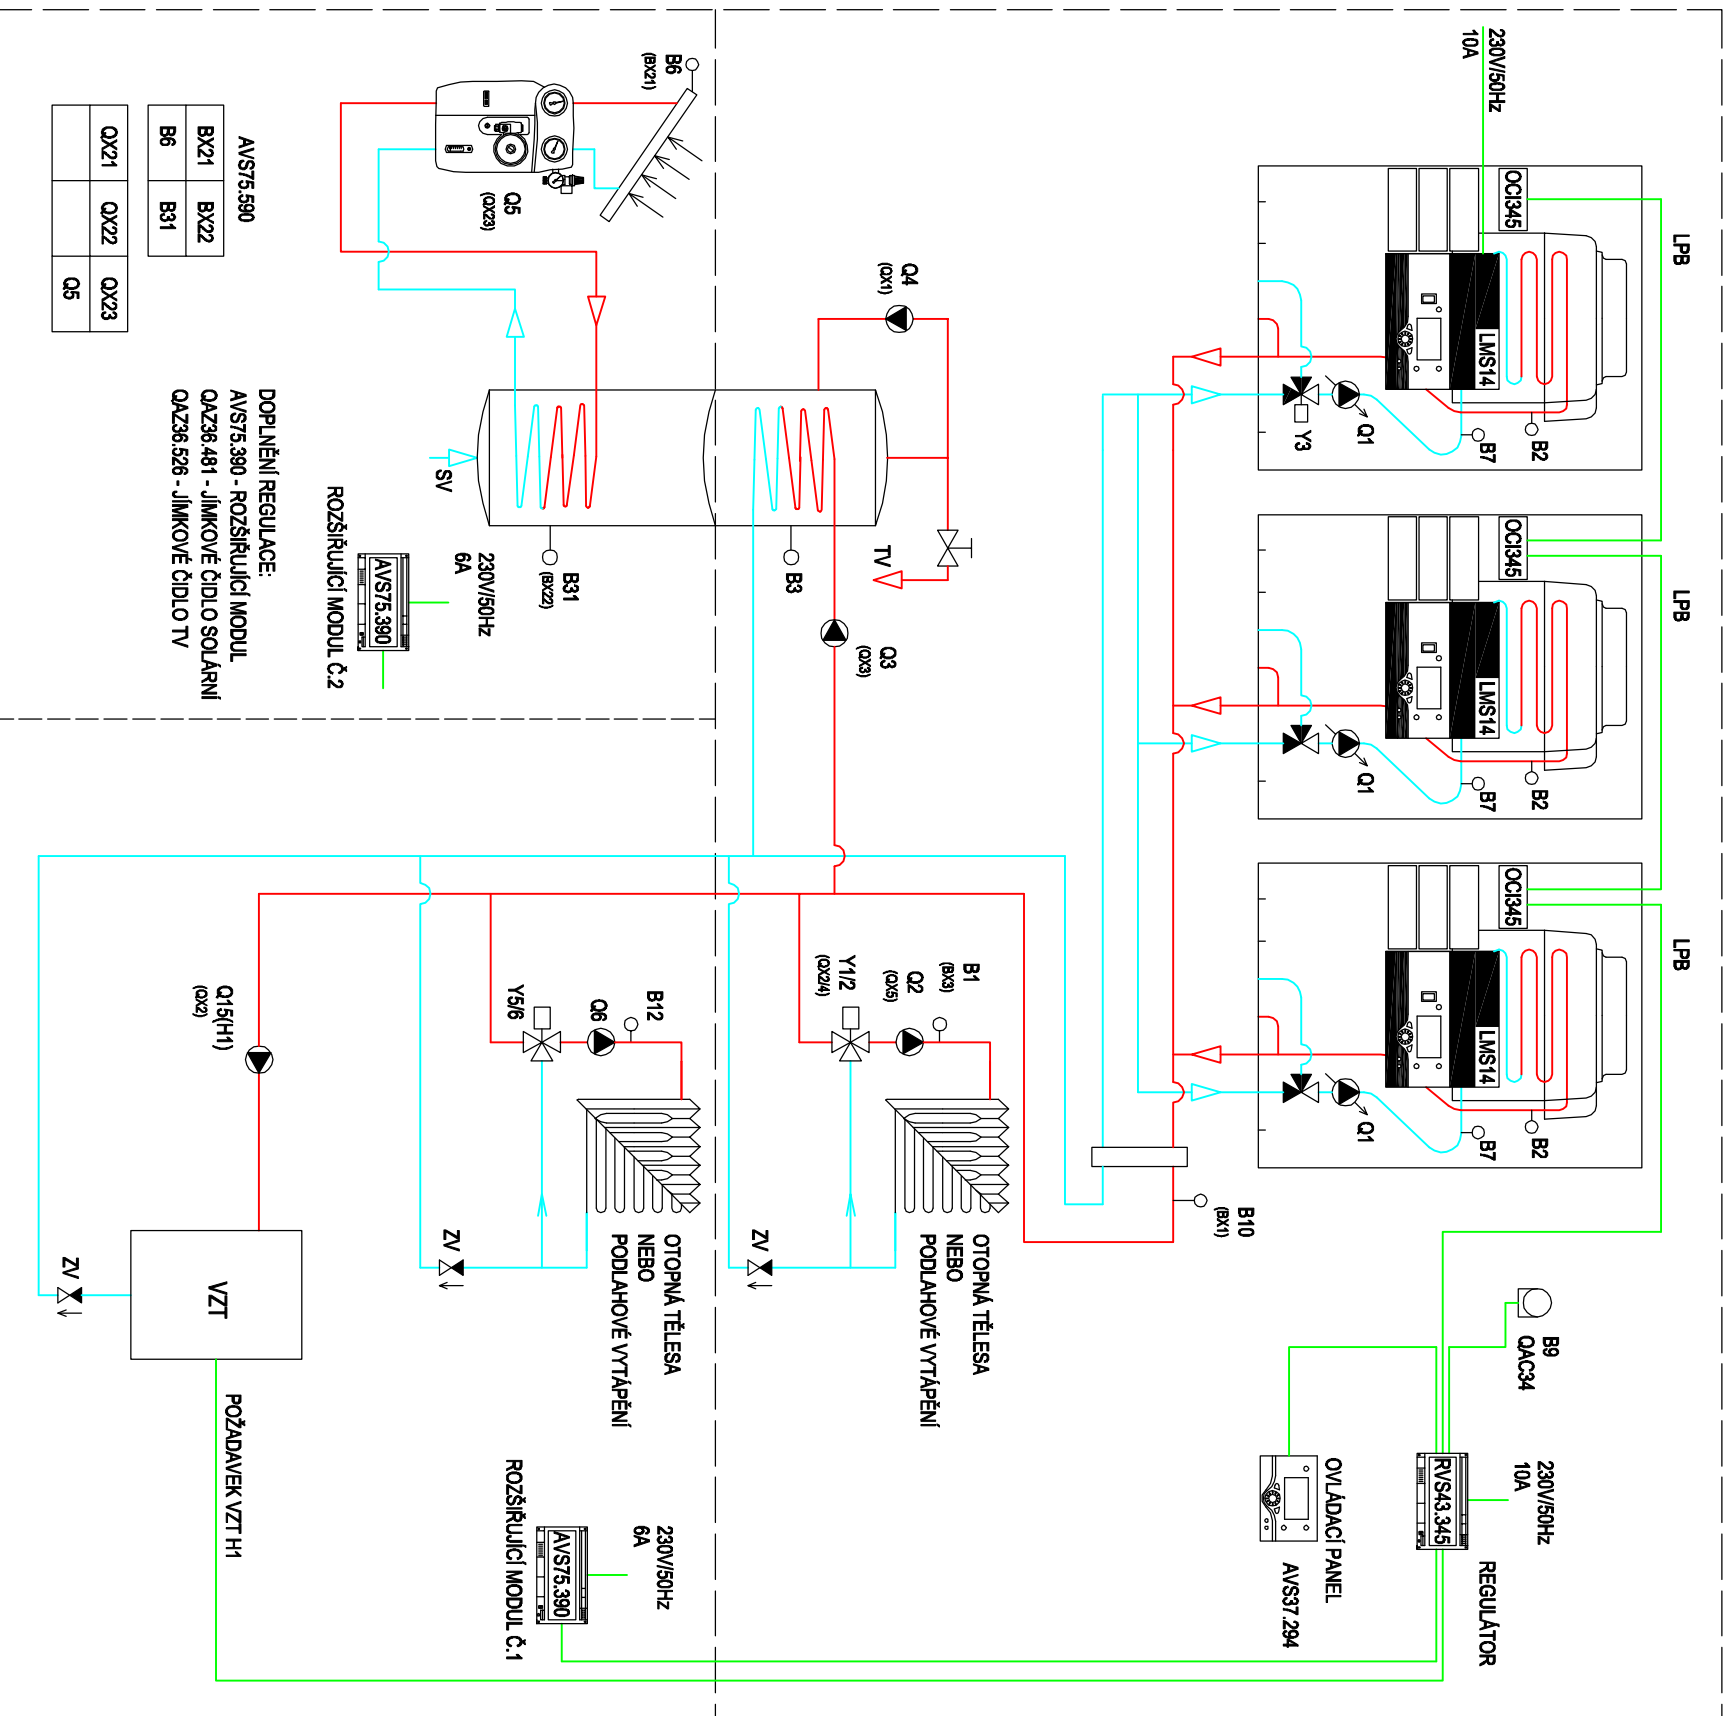 230V/50Hz
10A
LPB
OCI345
LMS14
B2
B7
Q1
Y3
LPB
OCI345
LMS14
B2
B7
Q1
LPB
OCI345
LMS14
B2
B7
Q1
B10
(BX1)
B9
QAC34
230V/50Hz
10A
RVS43.345
REGULÁTOR
OVLÁDACÍ PANEL
AVS37.294
Q4
(QX1)
TV
B3
Q3
(QX3)
B1
(BX3)
Q2
(QX5)
Y1/2
(QX2/4)
ZV
OTOPNÁ TĚLESA
NEBO
PODLAHOVÉ VYTÁPĚNÍ
B6
(BX21)
Q5
(QX23)
SV
B31
(BX22)
230V/50Hz
6A
AVS75.390
ROZŠIŘUJÍCÍ MODUL Č.2
B12
Q6
Y5/6
ZV
OTOPNÁ TĚLESA
NEBO
PODLAHOVÉ VYTÁPĚNÍ
230V/50Hz
6A
AVS75.390
ROZŠIŘUJÍCÍ MODUL Č.1
Q15(H1)
(QX2)
VZT
ZV
POŽADAVEK VZT H1
AVS75.590
BX21 BX22
B6 B31
QX21 QX22 QX23
Q5
DOPLNĚNÍ REGULACE:
AVS75.390 - ROZŠIŘUJÍCÍ MODUL
QAZ36.481 - JÍMKOVÉ ČIDLO SOLÁRNÍ
QAZ36.526 - JÍMKOVÉ ČIDLO TV